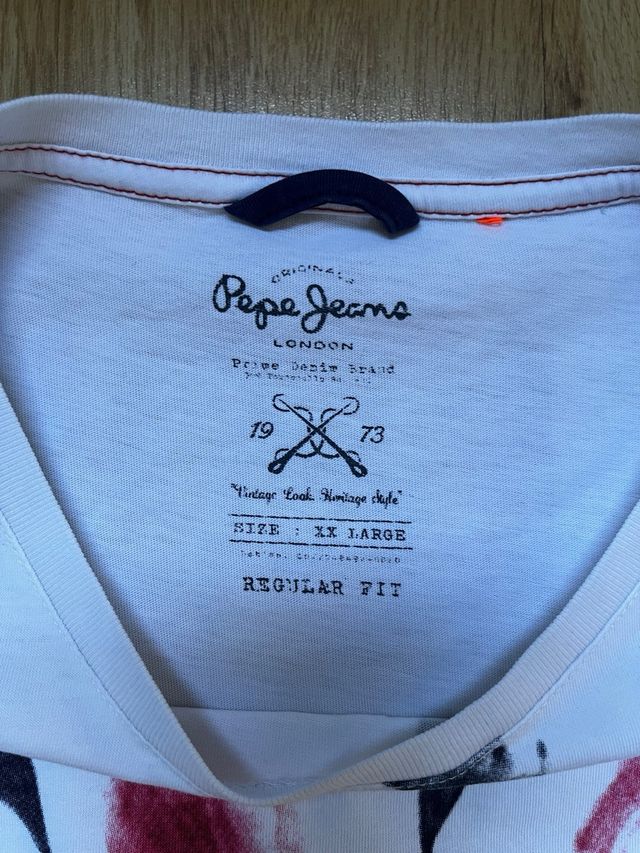 ORIGINALS
Pepe Jeans
LONDON
Prime Denim Brand
19 73
"Vintage Look. Heritage Style"
SIZE : XX LARGE
REGULAR FIT